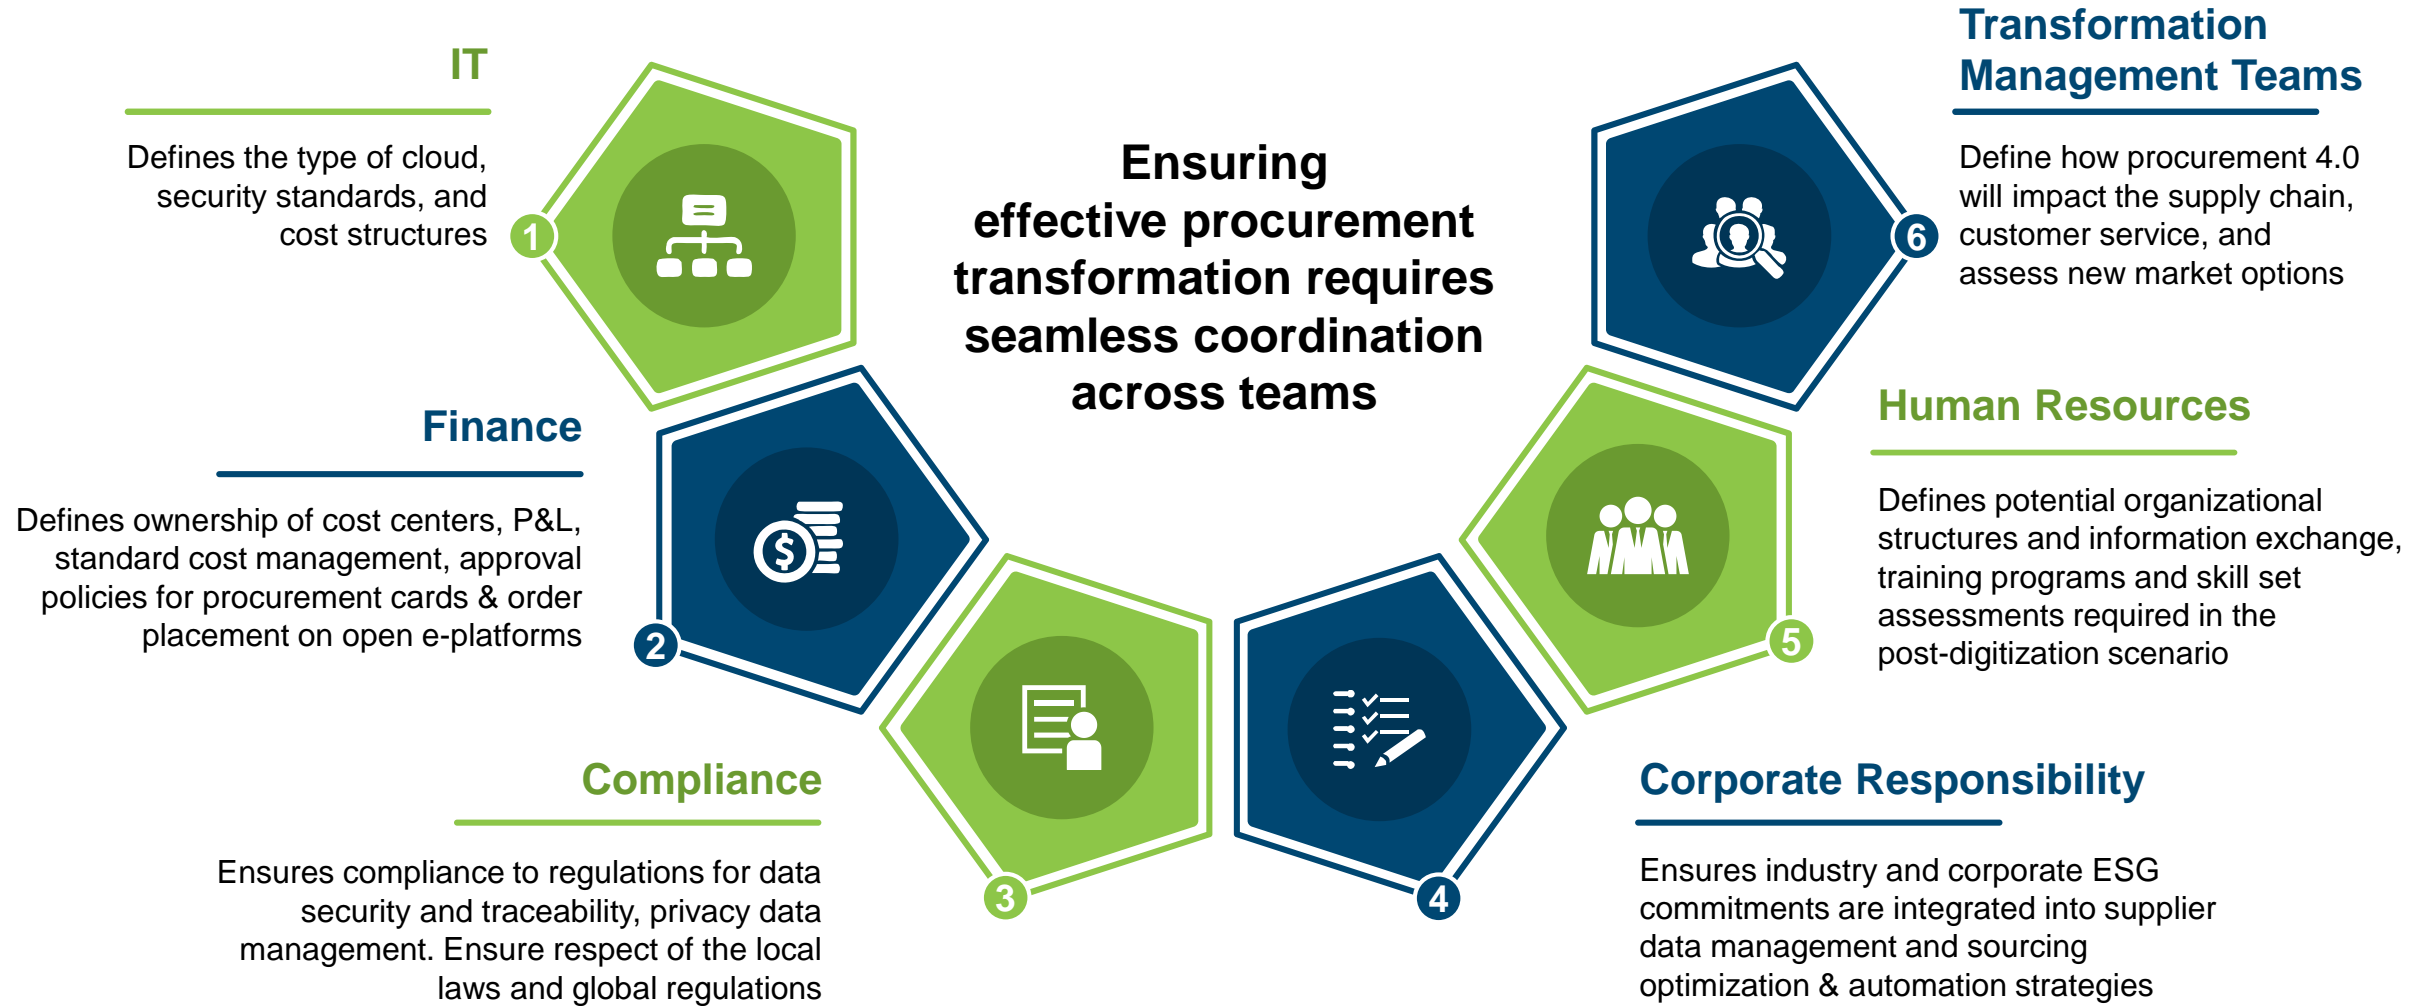 IT
Defines the type of cloud,
security standards, and
cost structures
1
Finance
Defines ownership of cost centers, P&L,
standard cost management, approval
policies for procurement cards & order
placement on open e-platforms
2
Compliance
Ensures compliance to regulations for data
security and traceability, privacy data
management. Ensure respect of the local
laws and global regulations
3
Ensuring
effective procurement
transformation requires
seamless coordination
across teams
$
4
Corporate Responsibility
Ensures industry and corporate ESG
commitments are integrated into supplier
data management and sourcing
optimization & automation strategies
5
Human Resources
Defines potential organizational
structures and information exchange,
training programs and skill set
assessments required in the
post-digitization scenario
6
Transformation
Management Teams
Define how procurement 4.0
will impact the supply chain,
customer service, and
assess new market options